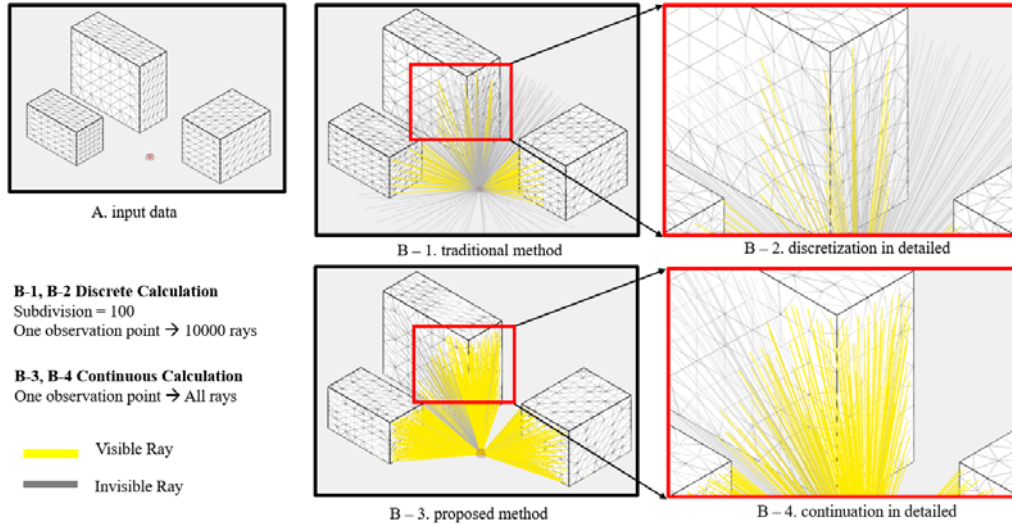 A. input data
B – 1. traditional method
B – 2. discretization in detailed
B-1, B-2 Discrete Calculation
Subdivision = 100
One observation point → 10000 rays
B-3, B-4 Continuous Calculation
One observation point → All rays
Visible Ray
Invisible Ray
B – 3. proposed method
B – 4. continuation in detailed